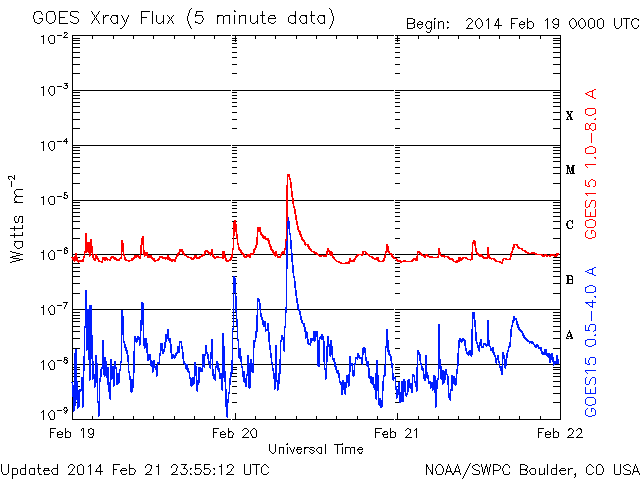 GOES Xray Flux (5 minute data)
Begin: 2014 Feb 19 0000 UTC
10-2
10-3
10-4
10-5
10-6
10-7
10-8
10-9
Watts m-2
X
M
C
B
A
GOES15 1.0-8.0 A
GOES15 0.5-4.0 A
Feb 19
Feb 20
Feb 21
Feb 22
Universal Time
Updated 2014 Feb 21 23:55:12 UTC
NOAA/SWPC Boulder, CO USA